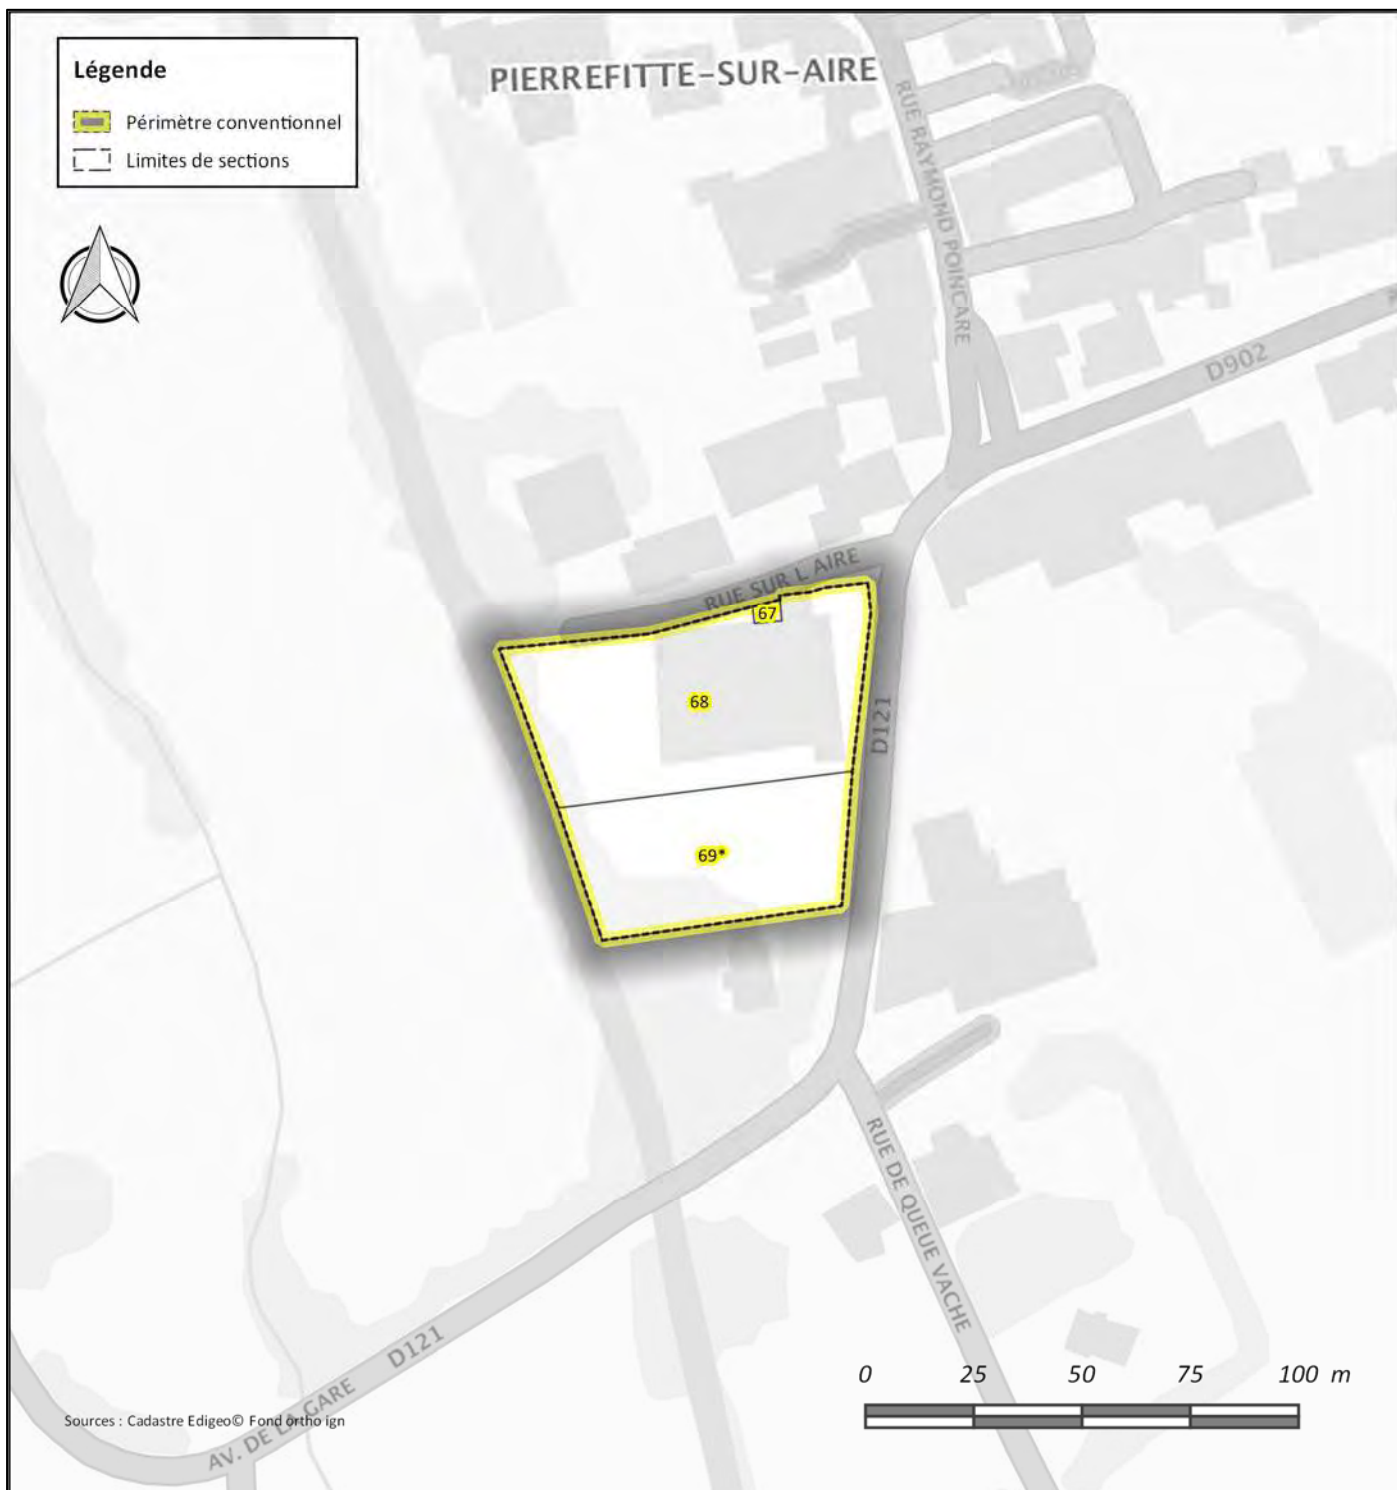 Légende
Périmètre conventionnel
Limites de sections
PIERREFITTE-SUR-AIRE
RUE RAYMOND POINCARE
D902
RUE SUR L AIRE
67
68
D121
69*
RUE DE QUEUE VACHE
D121
AV. DE LA GARE
0 25 50 75 100 m
Sources : Cadastre Edigeo© Fond ortho ign